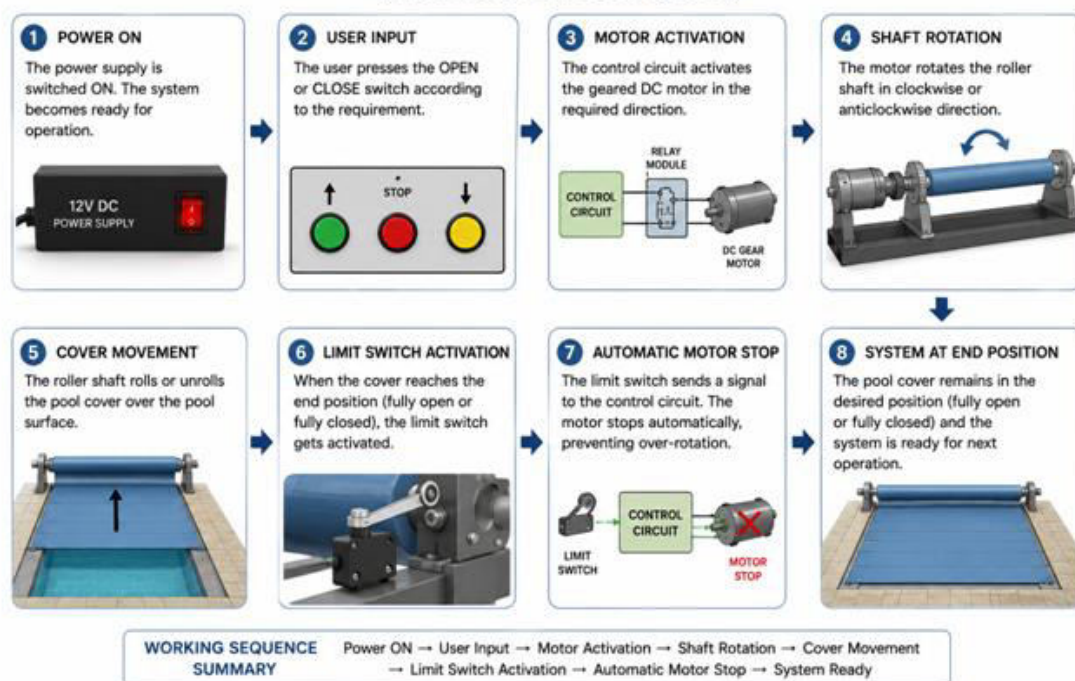 1 POWER ON
The power supply is
switched ON. The system
becomes ready for
operation.
12V DC
POWER SUPPLY
2 USER INPUT
The user presses the OPEN
or CLOSE switch according
to the requirement.
STOP
3 MOTOR ACTIVATION
The control circuit activates
the geared DC motor in the
required direction.
RELAY
MODULE
CONTROL
CIRCUIT
DC GEAR
MOTOR
4 SHAFT ROTATION
The motor rotates the roller
shaft in clockwise or
anticlockwise direction.
5 COVER MOVEMENT
The roller shaft rolls or unrolls
the pool cover over the pool
surface.
6 LIMIT SWITCH ACTIVATION
When the cover reaches the
end position (fully open or
fully closed), the limit switch
gets activated.
7 AUTOMATIC MOTOR STOP
The limit switch sends a signal
to the control circuit. The
motor stops automatically,
preventing over-rotation.
LIMIT
SWITCH
CONTROL
CIRCUIT
MOTOR
STOP
8 SYSTEM AT END POSITION
The pool cover remains in the
desired position (fully open
or fully closed) and the
system is ready for next
operation.
WORKING SEQUENCE
SUMMARY
Power ON → User Input → Motor Activation → Shaft Rotation → Cover Movement
→ Limit Switch Activation → Automatic Motor Stop → System Ready